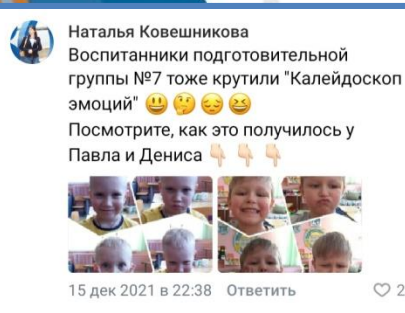 Наталья Ковешникова
Воспитанники подготовительной
группы №7 тоже крутили "Калейдоскоп
эмоций" 😃 🤔 😔 😆
Посмотрите, как это получилось у
Павла и Дениса 👇🏻 👇🏻 👇🏻
15 дек 2021 в 22:38 Ответить ♡ 2